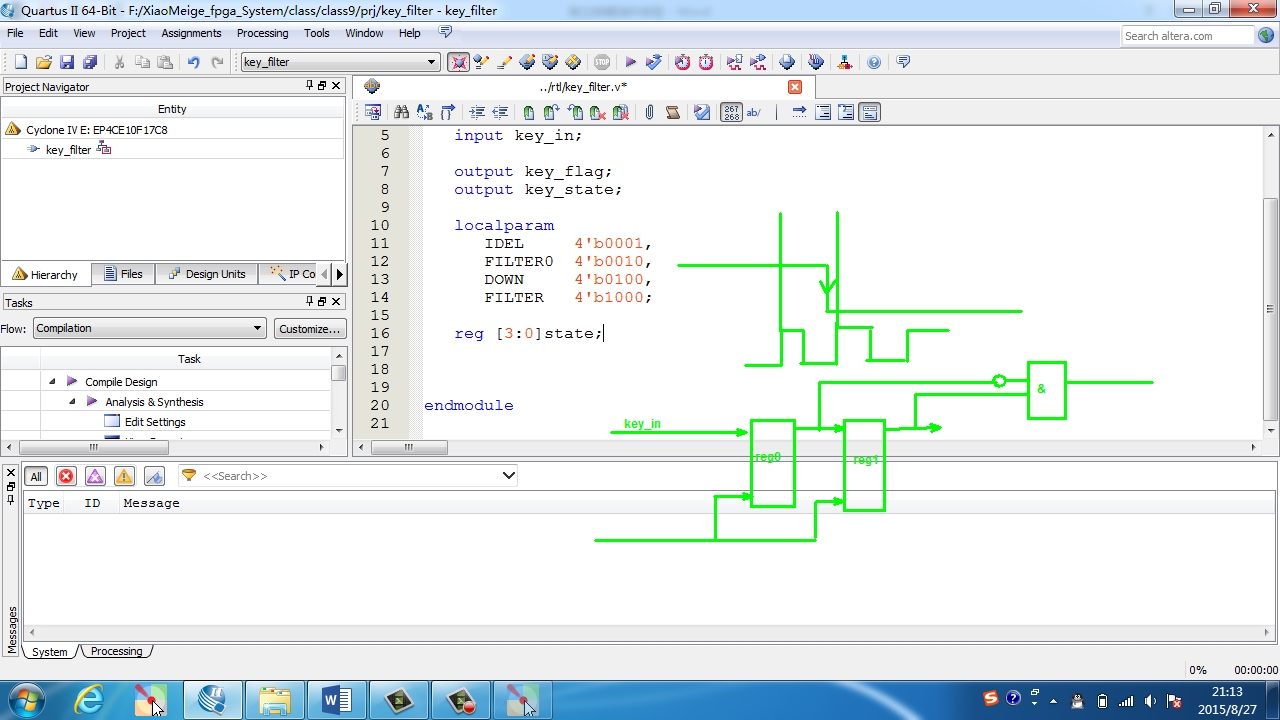 Quartus II 64-Bit - F:/XiaoMeige_fpga_System/class/class9/prj/key_filter - key_filter
File Edit View Project Assignments Processing Tools Window Help
Search altera.com
key_filter
STOP
Project Navigator
../rtl/key_filter.v*
Entity
Cyclone IV E: EP4CE10F17C8
key_filter
267
268
ab/
5 input key_in;
6
7 output key_flag;
8 output key_state;
9
10 localparam
11 IDEL 4'b0001,
12 FILTER0 4'b0010,
13 DOWN 4'b0100,
14 FILTER 4'b1000;
15
16 reg [3:0]state;
17
18
19
20 endmodule
21
Hierarchy Files Design Units IP Co
Tasks
Flow: Compilation Customize...
Task
Compile Design
Analysis & Synthesis
Edit Settings
&
key_in
reg0
reg1
All <<Search>>
Type ID Message
Messages
System Processing
0% 00:00:00
21:13
2015/8/27